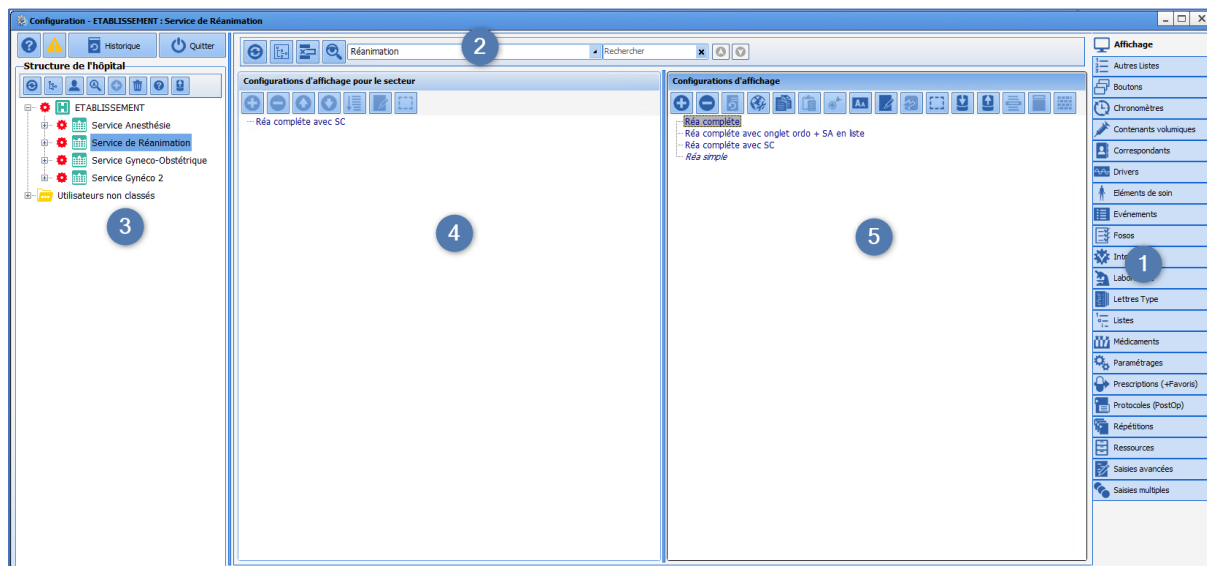 Configuration - ETABLISSEMENT : Service de Réanimation
Historique
Quitter
Structure de l'hôpital
ETABLISSEMENT
Service Anesthésie
Service de Réanimation
Service Gyneco-Obstétrique
Service Gynéco 2
Utilisateurs non classés
3
Réanimation
2
Rechercher
Configurations d'affichage pour le secteur
Réa compléte avec SC
4
Configurations d'affichage
Réa compléte
Réa compléte avec onglet ordo + SA en liste
Réa compléte avec SC
Réa simple
5
Affichage
Autres Listes
Boutons
Chronomètres
Contenants volumiques
Correspondants
Drivers
Eléments de soin
Evénements
Fosos
1
Lettres Type
Listes
Médicaments
Paramétrages
Prescriptions (+Favoris)
Protocoles (PostOp)
Répétitions
Ressources
Saisies avancées
Saisies multiples